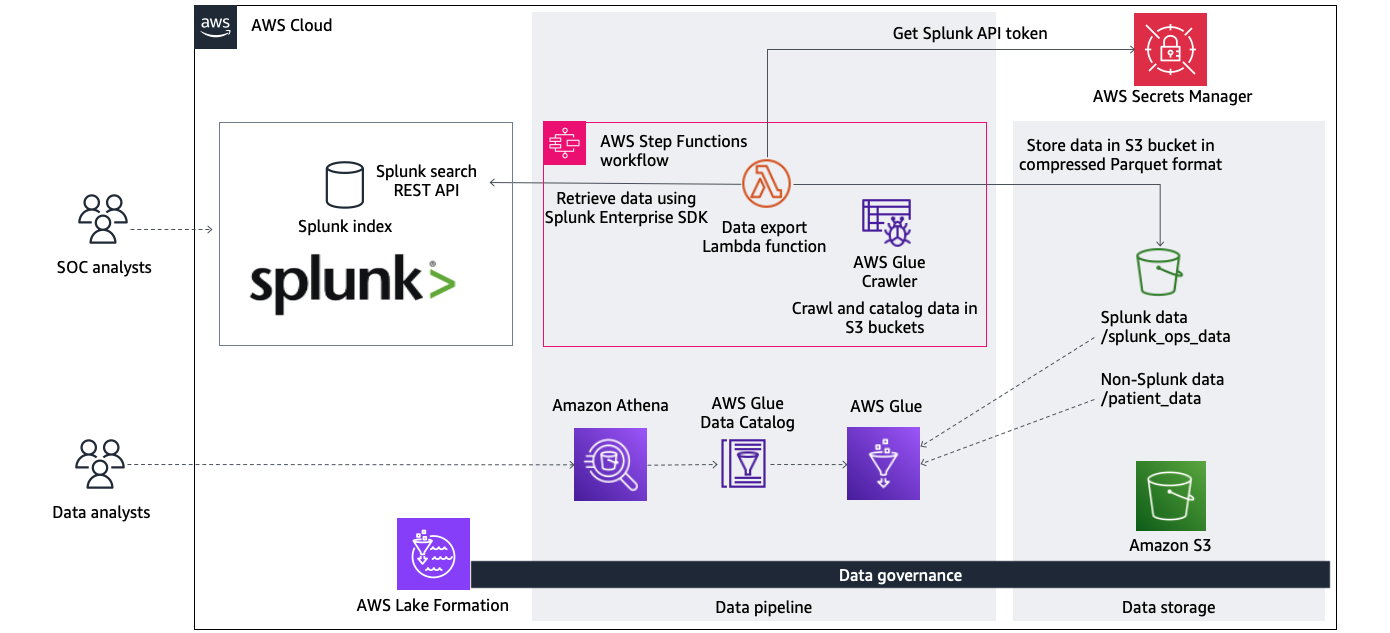 aws
AWS Cloud
Get Splunk API token
AWS Secrets Manager
AWS Step Functions
workflow
Store data in S3 bucket in
compressed Parquet format
Splunk search
REST API
Splunk index
splunk>®
Retrieve data using
Splunk Enterprise SDK
Data export
Lambda function
AWS Glue
Crawler
Crawl and catalog data in
S3 buckets
SOC analysts
Splunk data
/splunk_ops_data
Non-Splunk data
/patient_data
Amazon Athena
AWS Glue
Data Catalog
AWS Glue
Data analysts
Amazon S3
AWS Lake Formation
Data governance
Data pipeline
Data storage